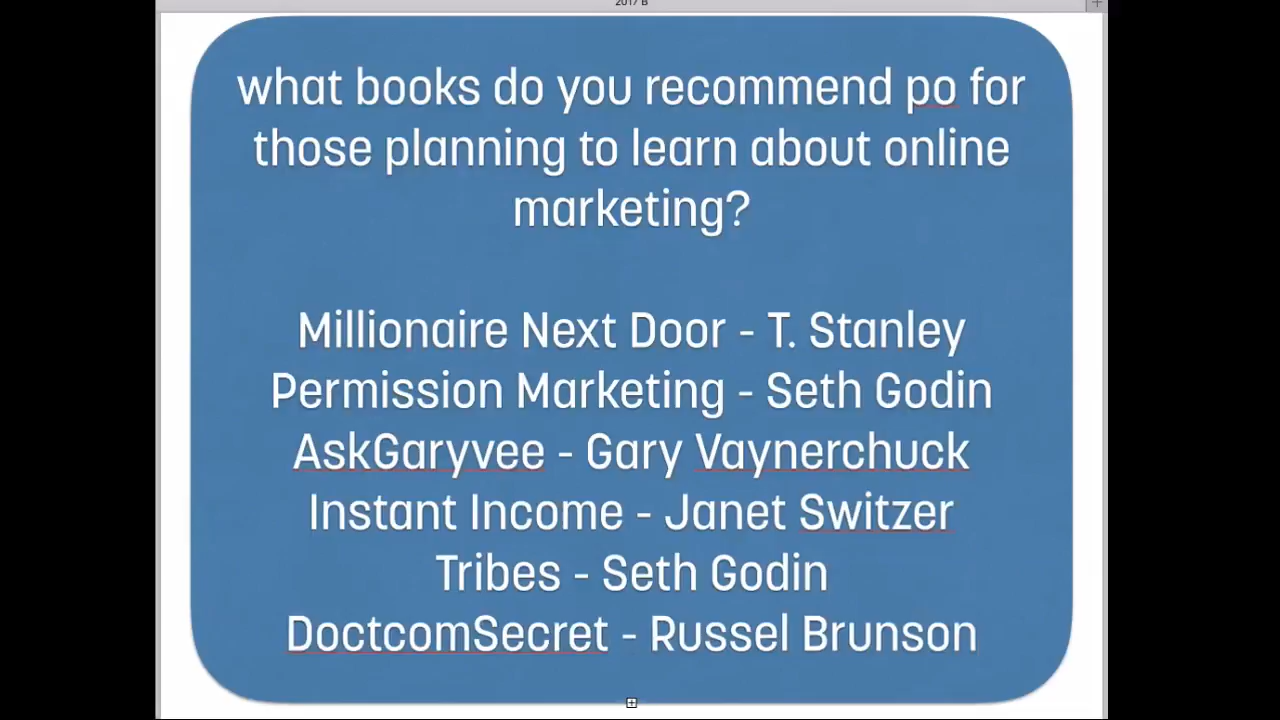 2017 B
what books do you recommend po for
those planning to learn about online
marketing?
Millionaire Next Door - T. Stanley
Permission Marketing - Seth Godin
AskGaryvee - Gary Vaynerchuck
Instant Income - Janet Switzer
Tribes - Seth Godin
DoctcomSecret - Russel Brunson